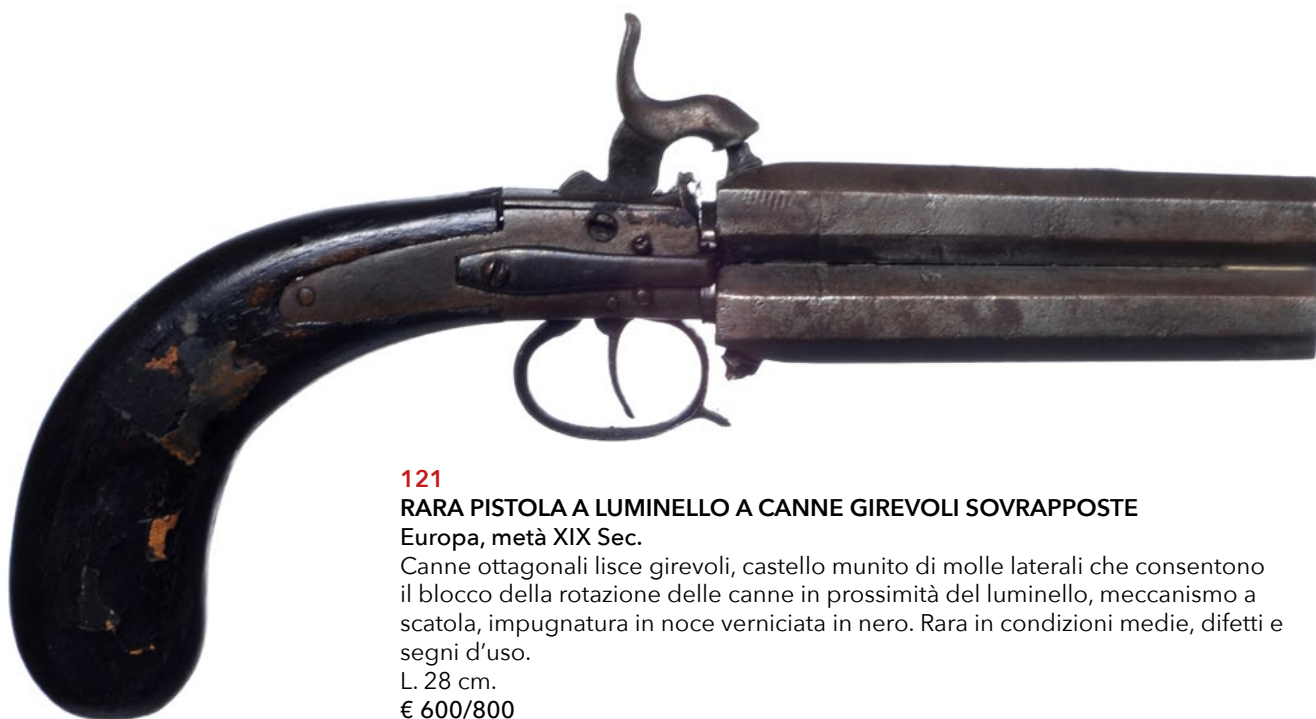 121
RARA PISTOLA A LUMINELLO A CANNE GIREVOLI SOVRAPPOSTE
Europa, metà XIX Sec.
Canne ottagonali lisce girevoli, castello munito di molle laterali che consentono
il blocco della rotazione delle canne in prossimità del luminello, meccanismo a
scatola, impugnatura in noce verniciata in nero. Rara in condizioni medie, difetti e
segni d’uso.
L. 28 cm.
€ 600/800